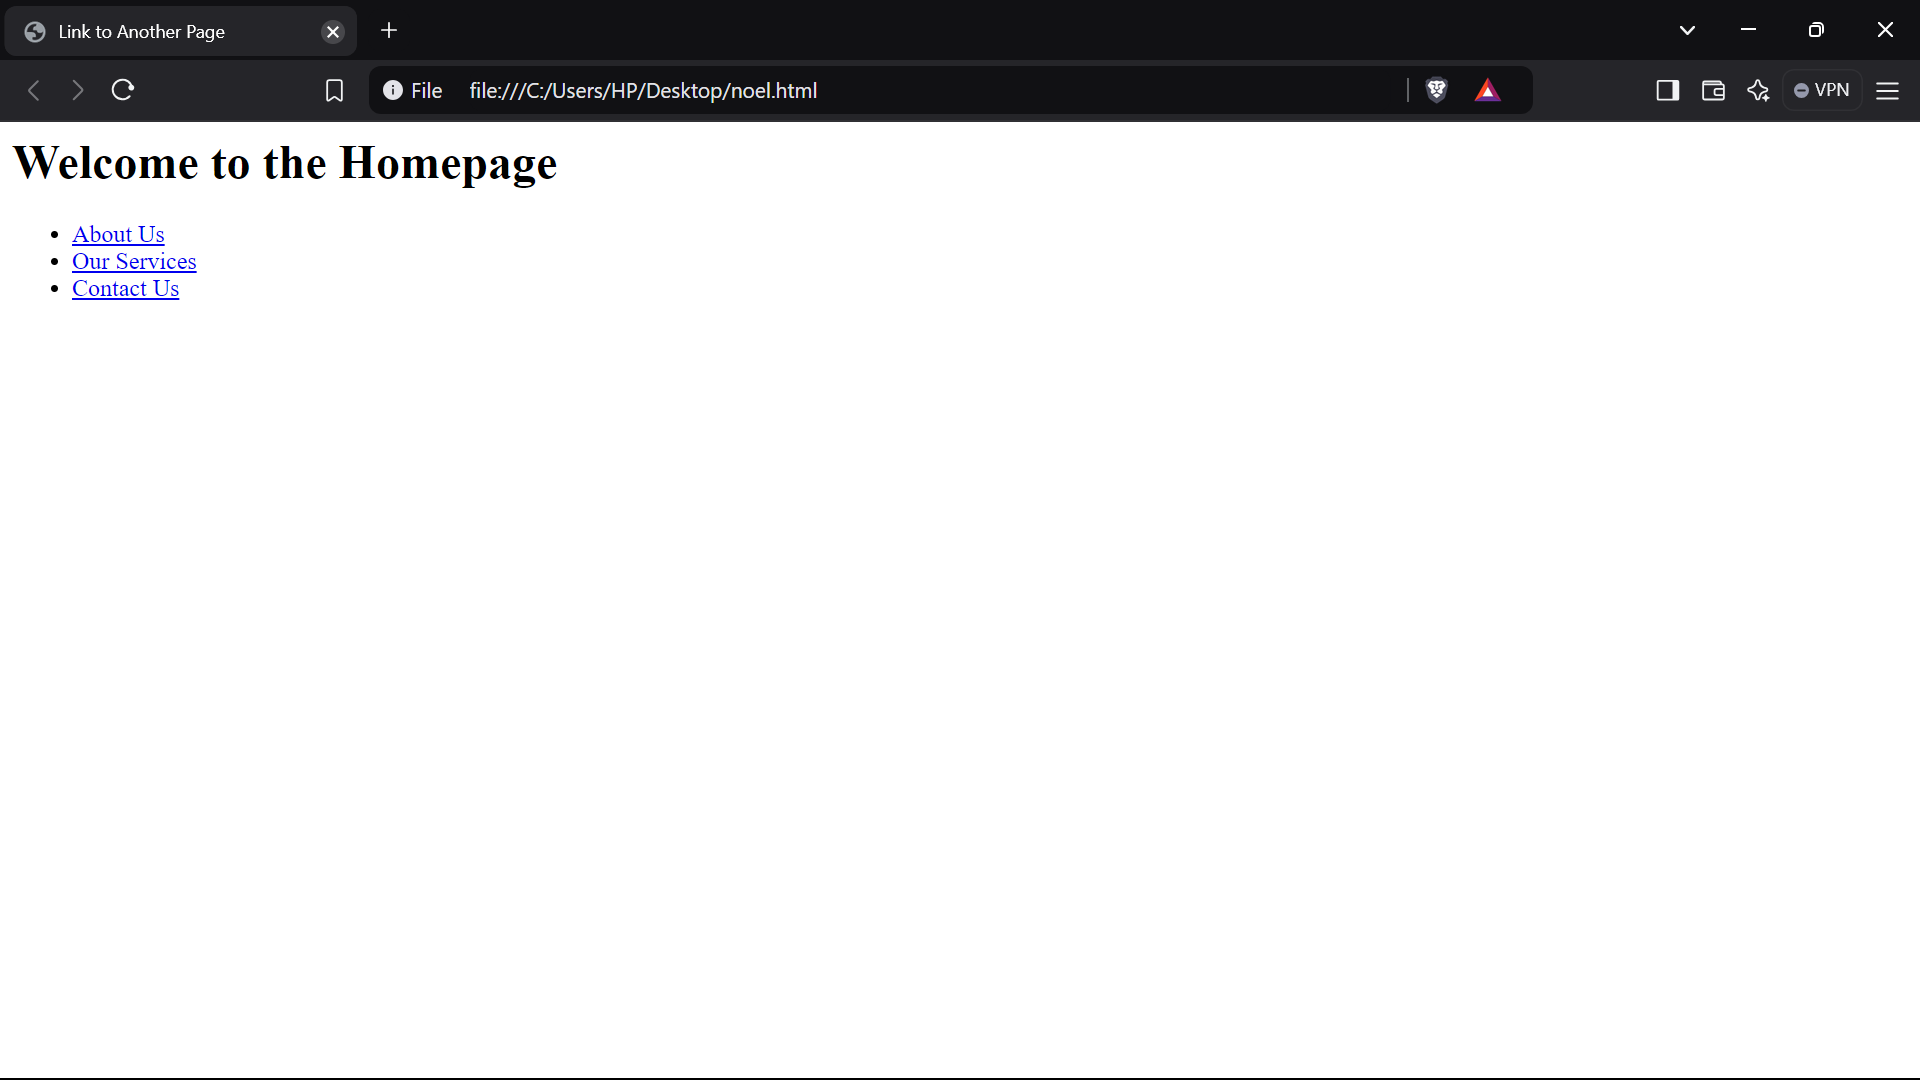 Link to Another Page
File file:///C:/Users/HP/Desktop/noel.html
VPN
Welcome to the Homepage
About Us
Our Services
Contact Us